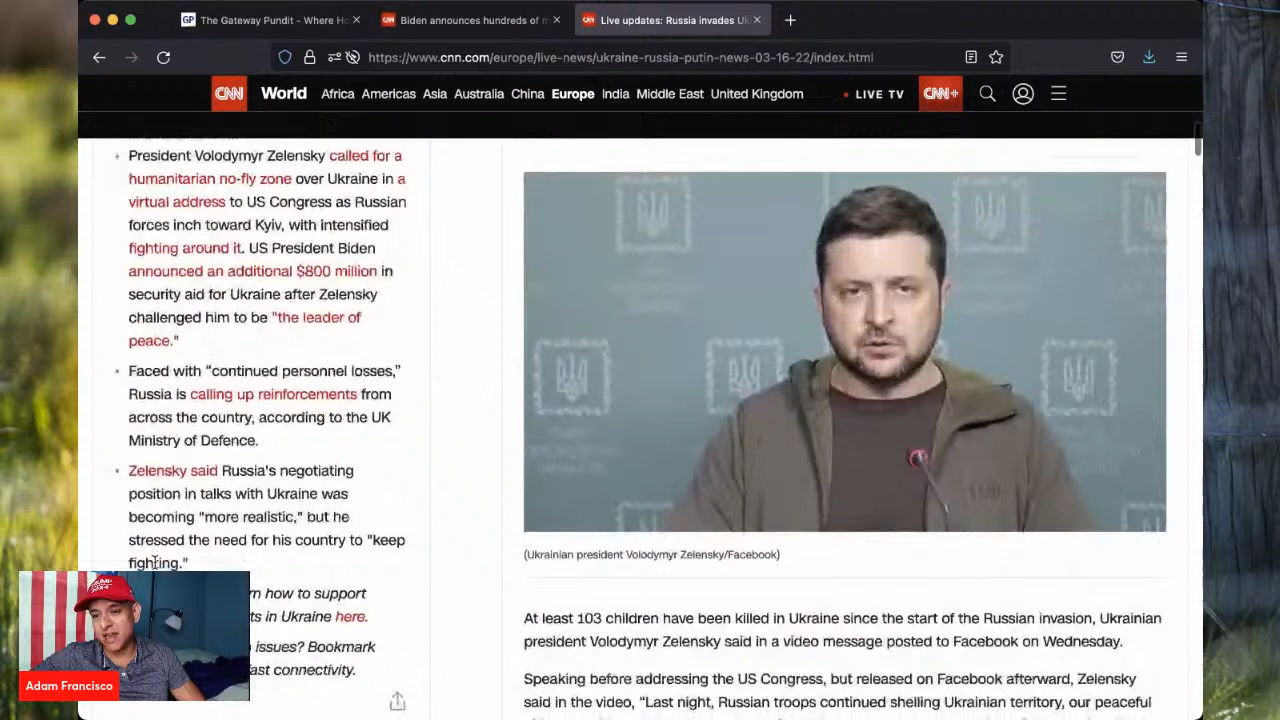 GP The Gateway Pundit - Where Ho
CNN Biden announces hundreds of m
CNN Live updates: Russia invades Uk
https://www.cnn.com/europe/live-news/ukraine-russia-putin-news-03-16-22/index.html
CNN World Africa Americas Asia Australia China Europe India Middle East United Kingdom LIVE TV CNN+
President Volodymyr Zelensky called for a
humanitarian no-fly zone over Ukraine in a
virtual address to US Congress as Russian
forces inch toward Kyiv, with intensified
fighting around it. US President Biden
announced an additional $800 million in
security aid for Ukraine after Zelensky
challenged him to be "the leader of
peace."
Faced with “continued personnel losses,”
Russia is calling up reinforcements from
across the country, according to the UK
Ministry of Defence.
Zelensky said Russia's negotiating
position in talks with Ukraine was
becoming “more realistic,” but he
stressed the need for his country to “keep
fighting.”
how to support
in Ukraine here.
issues? Bookmark
connectivity.
Adam Francisco
(Ukrainian president Volodymyr Zelensky/Facebook)
At least 103 children have been killed in Ukraine since the start of the Russian invasion, Ukrainian
president Volodymyr Zelensky said in a video message posted to Facebook on Wednesday.
Speaking before addressing the US Congress, but released on Facebook afterward, Zelensky
said in the video, “Last night, Russian troops continued shelling Ukrainian territory, our peaceful